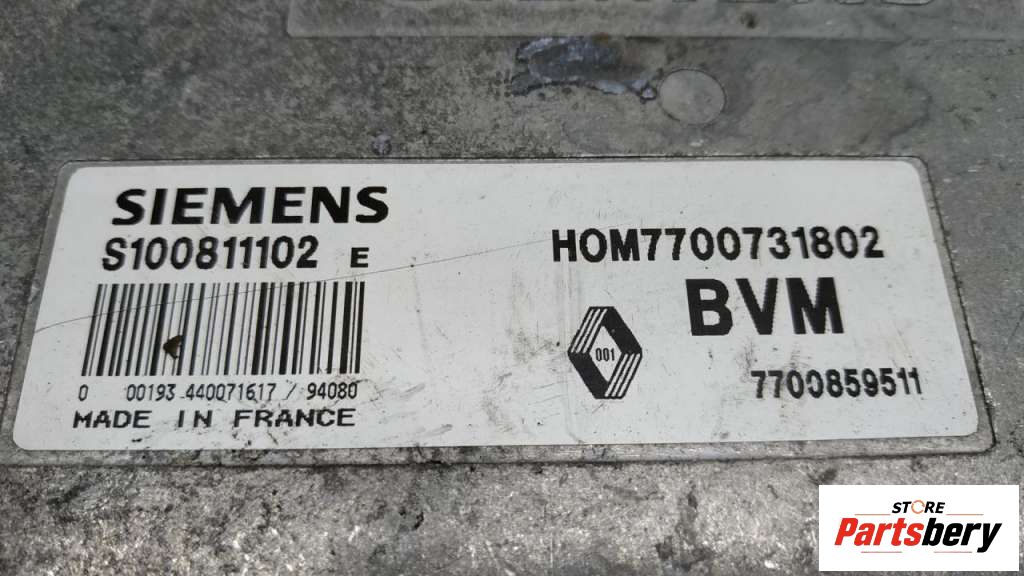 SIEMENS
S100811102 E
HOM7700731802
BVM
001
0 00193 440071617 / 94080
7700859511
MADE IN FRANCE
STORE
Partsbery